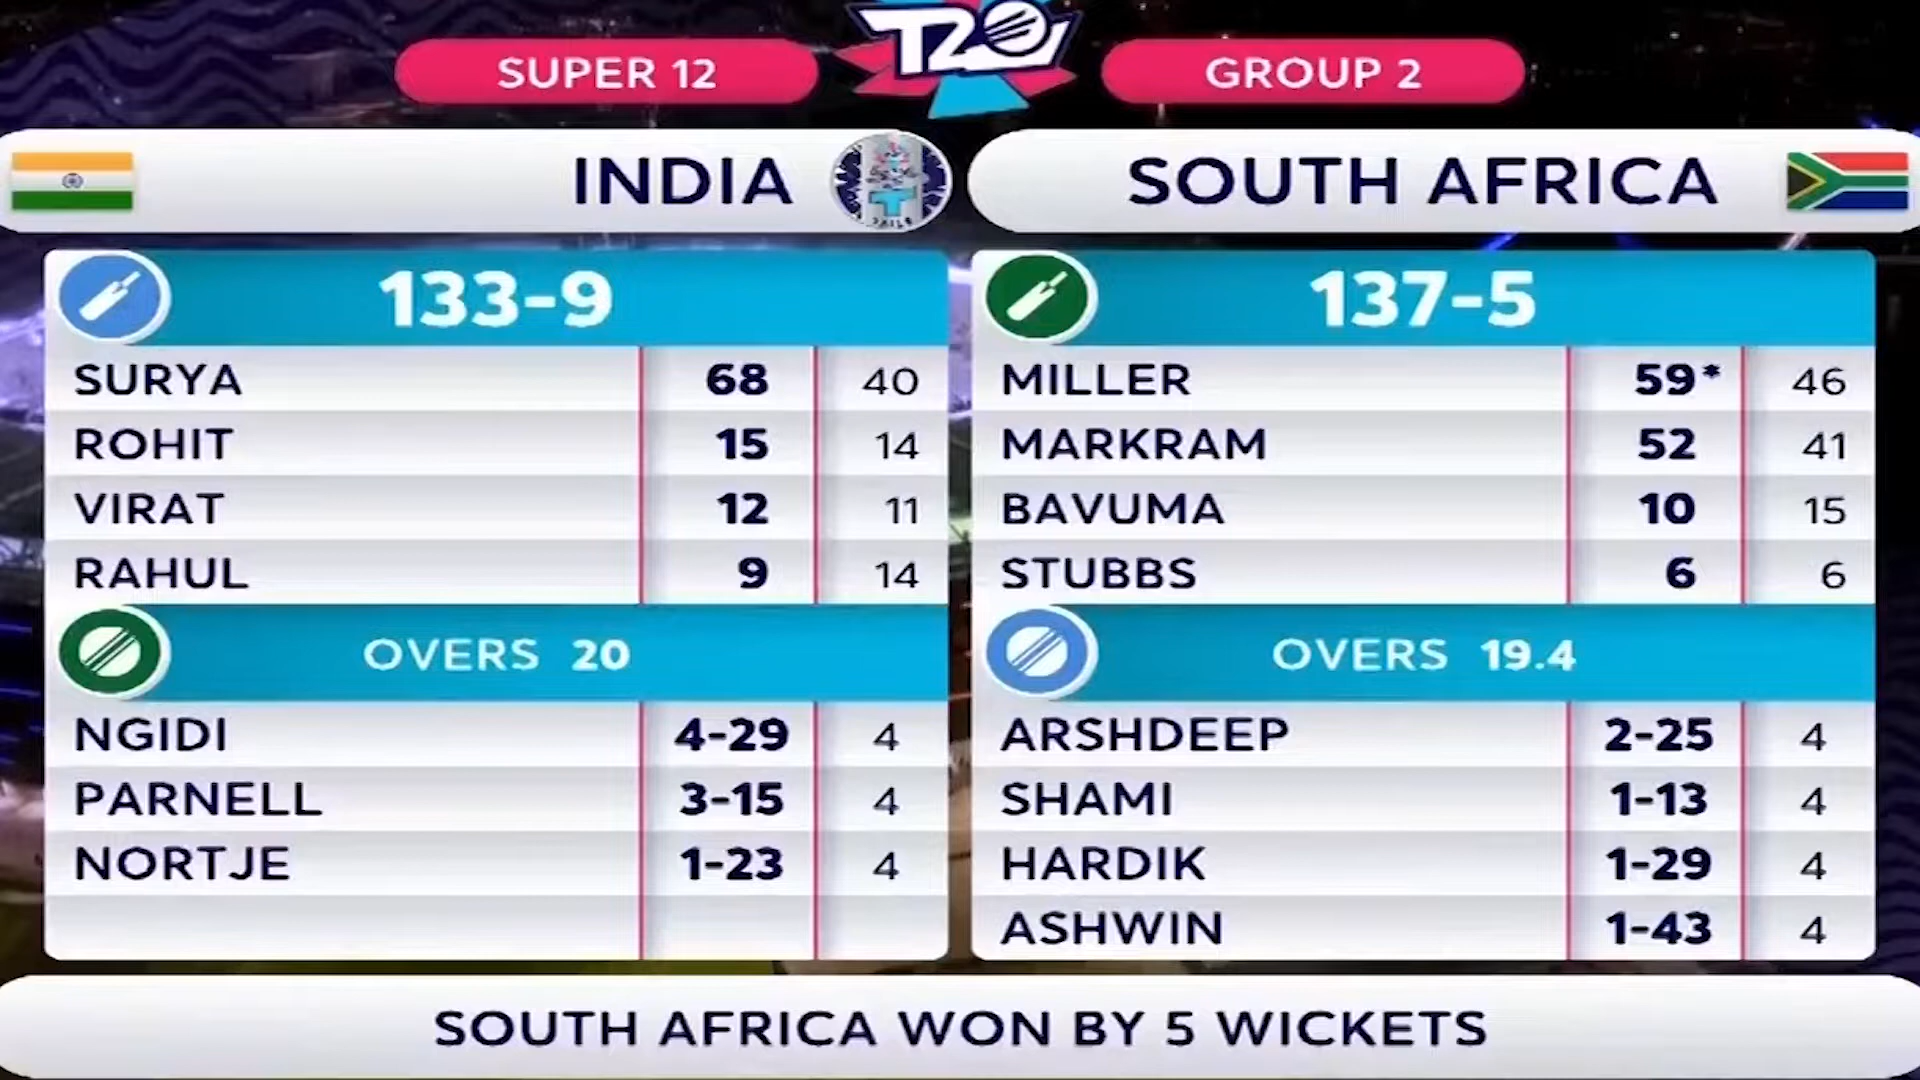 T20
SUPER 12
GROUP 2
INDIA
SOUTH AFRICA
133-9
SURYA 68 40
ROHIT 15 14
VIRAT 12 11
RAHUL 9 14
OVERS 20
NGIDI 4-29 4
PARNELL 3-15 4
NORTJE 1-23 4
137-5
MILLER 59* 46
MARKRAM 52 41
BAVUMA 10 15
STUBBS 6 6
OVERS 19.4
ARSHDEEP 2-25 4
SHAMI 1-13 4
HARDIK 1-29 4
ASHWIN 1-43 4
SOUTH AFRICA WON BY 5 WICKETS